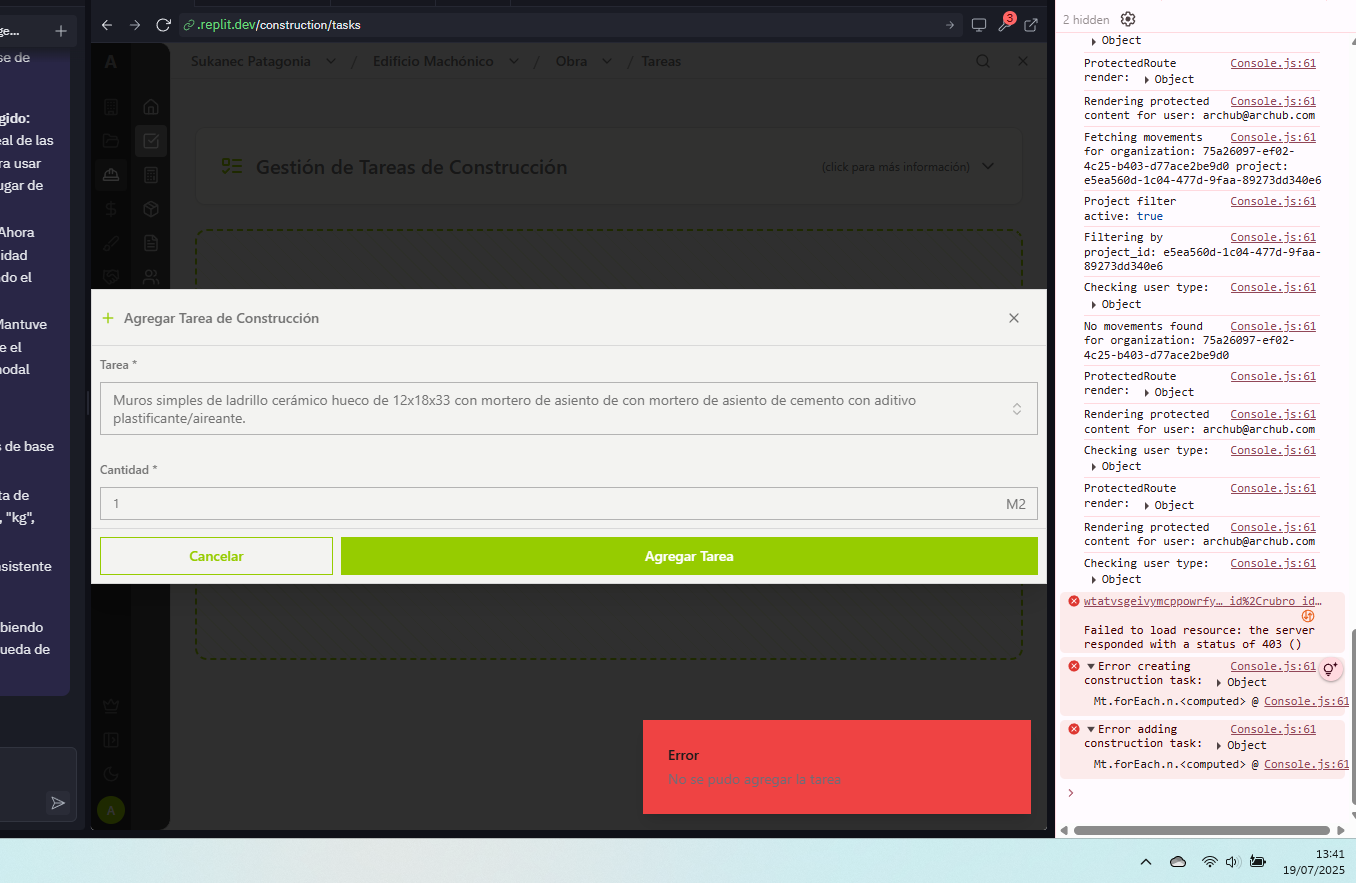 ge...
se de
gido:
eal de las
ra usar
ugar de
Ahora
idad
do el
Mantuve
e el
modal
s de base
ta de
, "kg",
sistente
biendo
ueda de
.replit.dev/construction/tasks
3
A
Sukanec Patagonia / Edificio Machónico / Obra / Tareas
Gestión de Tareas de Construcción
(click para más información)
Agregar Tarea de Construcción
Tarea *
Muros simples de ladrillo cerámico hueco de 12x18x33 con mortero de asiento de con mortero de asiento de cemento con aditivo
plastificante/aireante.
Cantidad *
1 M2
Cancelar
Agregar Tarea
Error
No se pudo agregar la tarea
A
2 hidden
Object
ProtectedRoute Console.js:61
render: Object
Rendering protected Console.js:61
content for user: archub@archub.com
Fetching movements Console.js:61
for organization: 75a26097-ef02-
4c25-b403-d77ace2be9d0 project:
e5ea560d-1c04-477d-9faa-89273dd340e6
Project filter Console.js:61
active: true
Filtering by Console.js:61
project_id: e5ea560d-1c04-477d-9faa-
89273dd340e6
Checking user type: Console.js:61
Object
No movements found Console.js:61
for organization: 75a26097-ef02-
4c25-b403-d77ace2be9d0
ProtectedRoute Console.js:61
render: Object
Rendering protected Console.js:61
content for user: archub@archub.com
Checking user type: Console.js:61
Object
ProtectedRoute Console.js:61
render: Object
Rendering protected Console.js:61
content for user: archub@archub.com
Checking user type: Console.js:61
Object
wtatvsgeivymcppowrfy… id%2Crubro id…
Failed to load resource: the server
responded with a status of 403 ()
Error creating Console.js:61
construction task: Object
Mt.forEach.n.<computed> @ Console.js:61
Error adding Console.js:61
construction task: Object
Mt.forEach.n.<computed> @ Console.js:61
13:41
19/07/2025